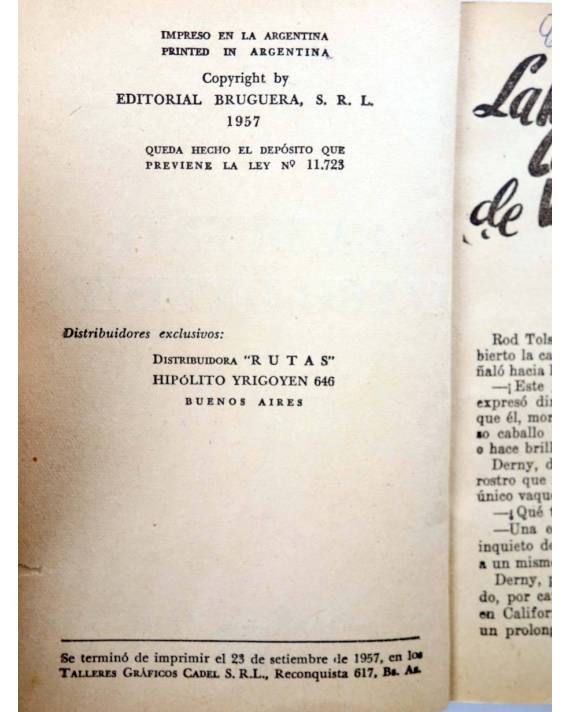 IMPRESO EN LA ARGENTINA
PRINTED IN ARGENTINA
Copyright by
EDITORIAL BRUGUERA, S. R. L.
1957
QUEDA HECHO EL DEPÓSITO QUE
PREVIENE LA LEY Nº 11.723
Distribuidores exclusivos:
DISTRIBUIDORA "RUTAS"
HIPÓLITO YRIGOYEN 646
BUENOS AIRES
Se terminó de imprimir el 23 de setiembre de 1957, en los
TALLERES GRÁFICOS CADEL S. R. L., Reconquista 617, Bs. As.
de
Rod Tols
bierto la ca
ñaló hacia l
—¡Este
expresó di
que él, mor
so caballo
o hace brill
Derny, d
rostro que
único vaqu
—¿Qué t
—Una e
inquieto d
a un mism
Derny, p
do, por ca
en Califor
un prolon